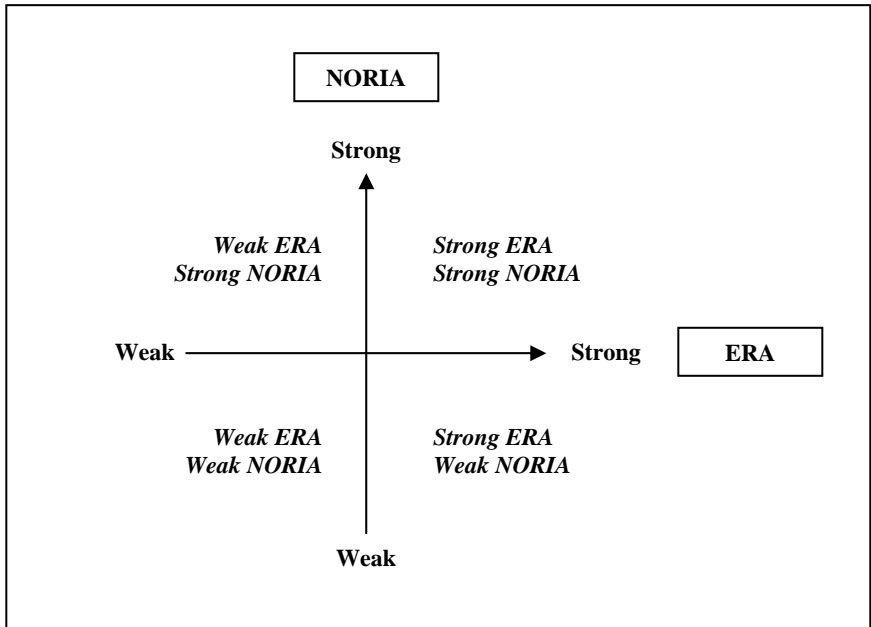 NORIA
Strong
Weak ERA
Strong NORIA
Strong ERA
Strong NORIA
Weak
Strong
ERA
Weak ERA
Weak NORIA
Strong ERA
Weak NORIA
Weak